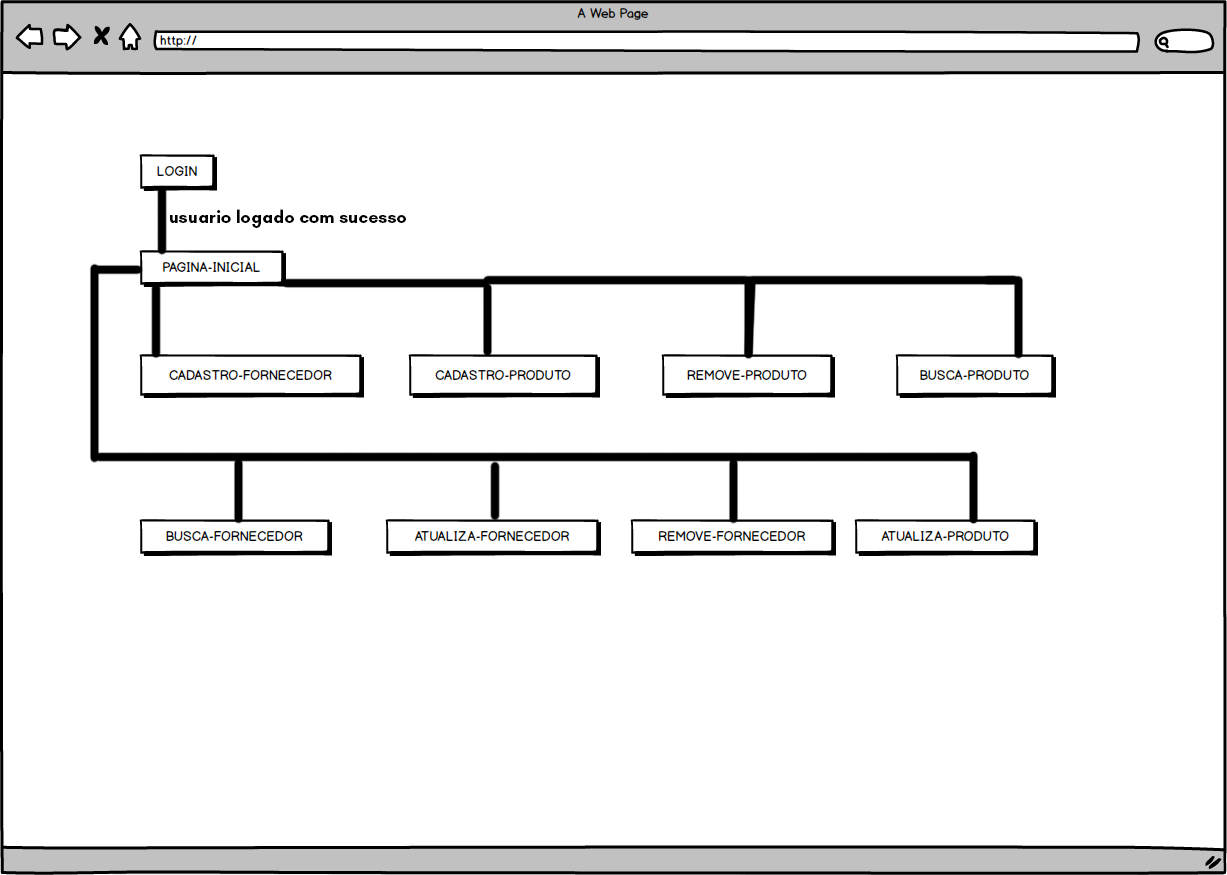 A Web Page
http://
LOGIN
usuario logado com sucesso
PAGINA-INICIAL
CADASTRO-FORNECEDOR
CADASTRO-PRODUTO
REMOVE-PRODUTO
BUSCA-PRODUTO
BUSCA-FORNECEDOR
ATUALIZA-FORNECEDOR
REMOVE-FORNECEDOR
ATUALIZA-PRODUTO